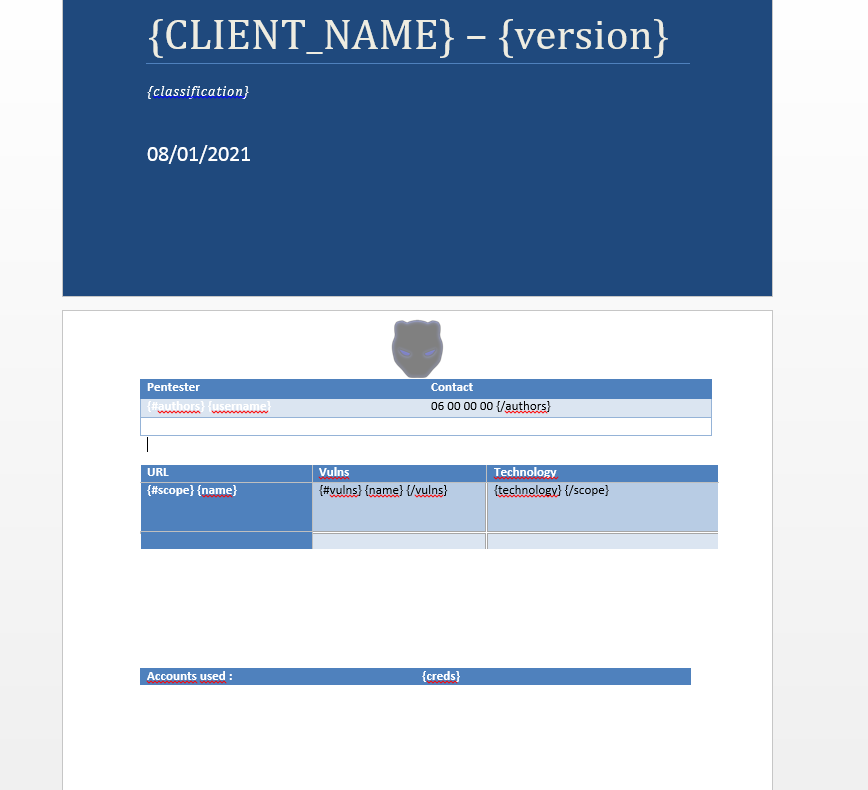 {CLIENT_NAME} – {version}
{classification}
08/01/2021
Pentester Contact
{#authors} {username} 06 00 00 00 {/authors}
URL Vulns Technology
{#scope} {name} {#vulns} {name} {/vulns} {technology} {/scope}
Accounts used : {creds}